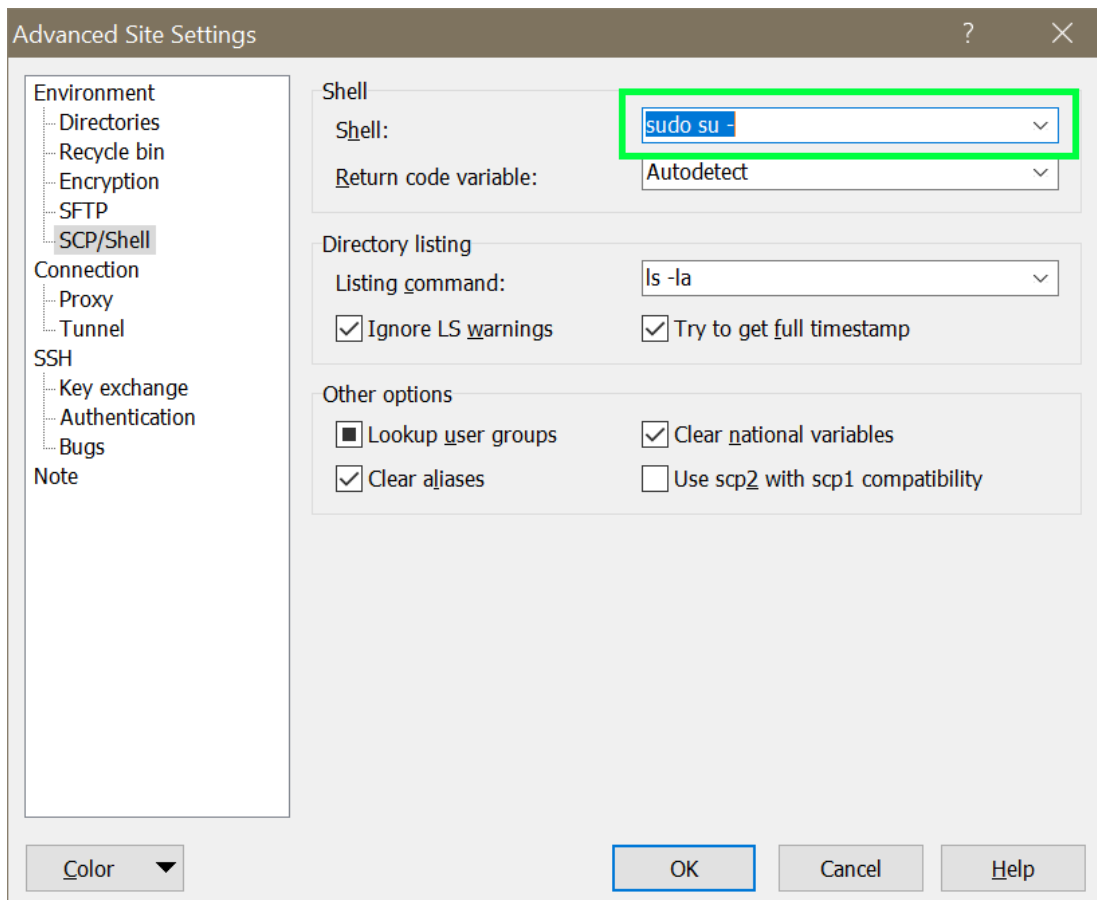 Advanced Site Settings ?
Environment
Directories
Recycle bin
Encryption
SFTP
SCP/Shell
Connection
Proxy
Tunnel
SSH
Key exchange
Authentication
Bugs
Note
Shell
Shell: sudo su -
Return code variable: Autodetect
Directory listing
Listing command: ls -la
Ignore LS warnings Try to get full timestamp
Other options
Lookup user groups Clear national variables
Clear aliases Use scp2 with scp1 compatibility
Color OK Cancel Help